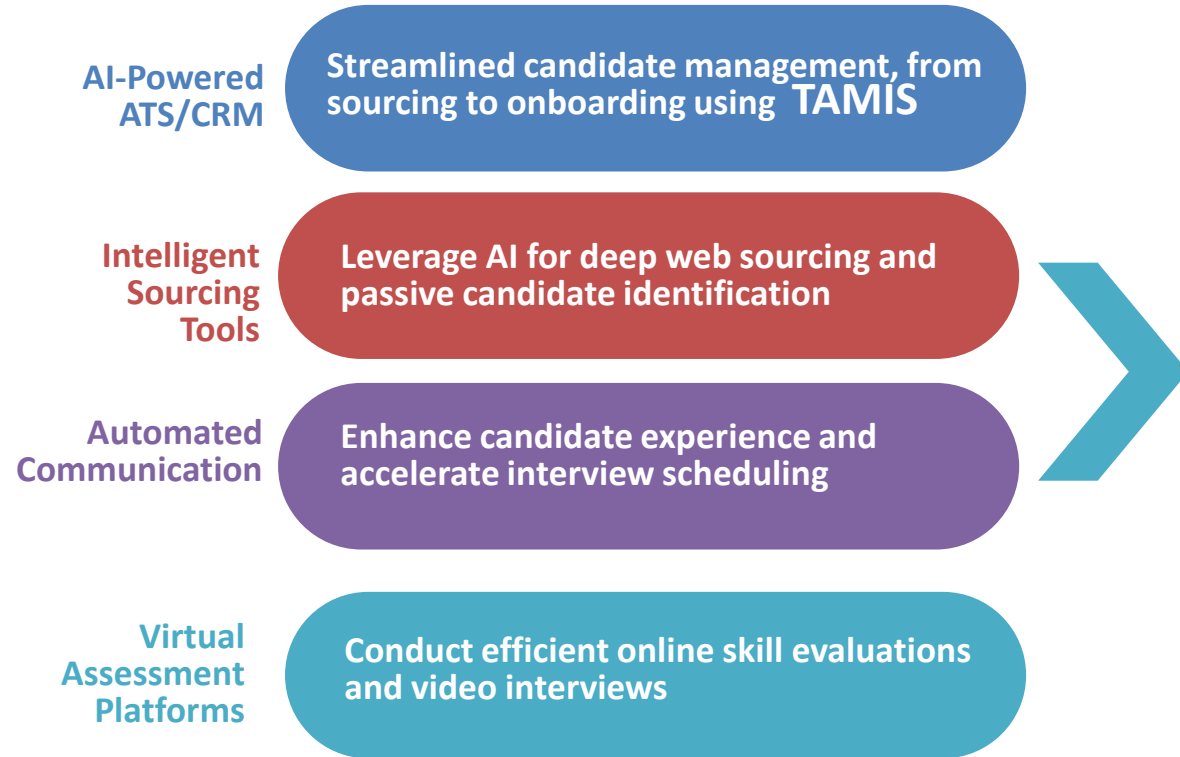 AI-Powered
ATS/CRM
Streamlined candidate management, from
sourcing to onboarding using TAMIS
Intelligent
Sourcing
Tools
Leverage AI for deep web sourcing and
passive candidate identification
Automated
Communication
Enhance candidate experience and
accelerate interview scheduling
Virtual
Assessment
Platforms
Conduct efficient online skill evaluations
and video interviews